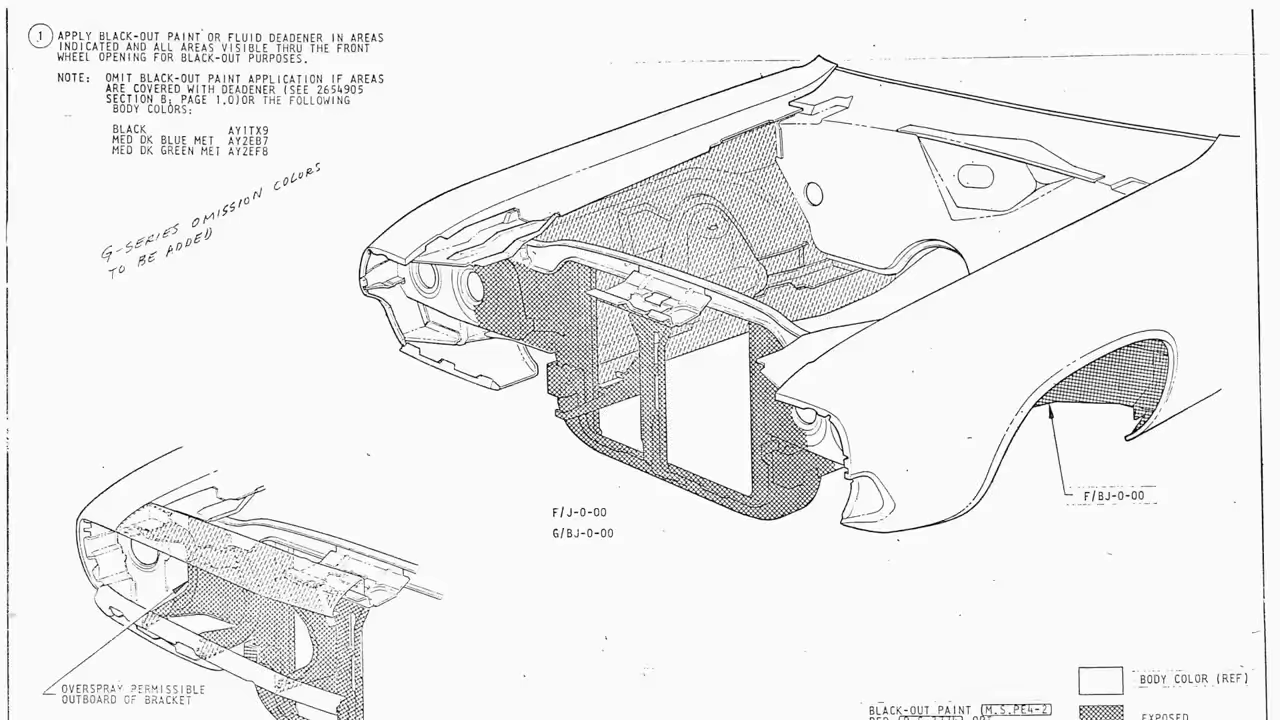 1 APPLY BLACK-OUT PAINT OR FLUID DEADENER IN AREAS
INDICATED AND ALL AREAS VISIBLE THRU THE FRONT
WHEEL OPENING FOR BLACK-OUT PURPOSES.
NOTE: OMIT BLACK-OUT PAINT APPLICATION IF AREAS
ARE COVERED WITH DEADENER (SEE 2654905
SECTION B, PAGE 1.0) OR THE FOLLOWING
BODY COLORS:
BLACK AY1TX9
MED DK BLUE MET AY2EB7
MED DK GREEN MET AY2EF8
G-SERIES OMISSION COLORS
TO BE ADDED
F/J-0-00
G/BJ-0-00
F/BJ-0-00
OVERSPRAY PERMISSIBLE
OUTBOARD OF BRACKET
BODY COLOR (REF)
BLACK-OUT PAINT (M.S.PE4-2)
EXPOSED